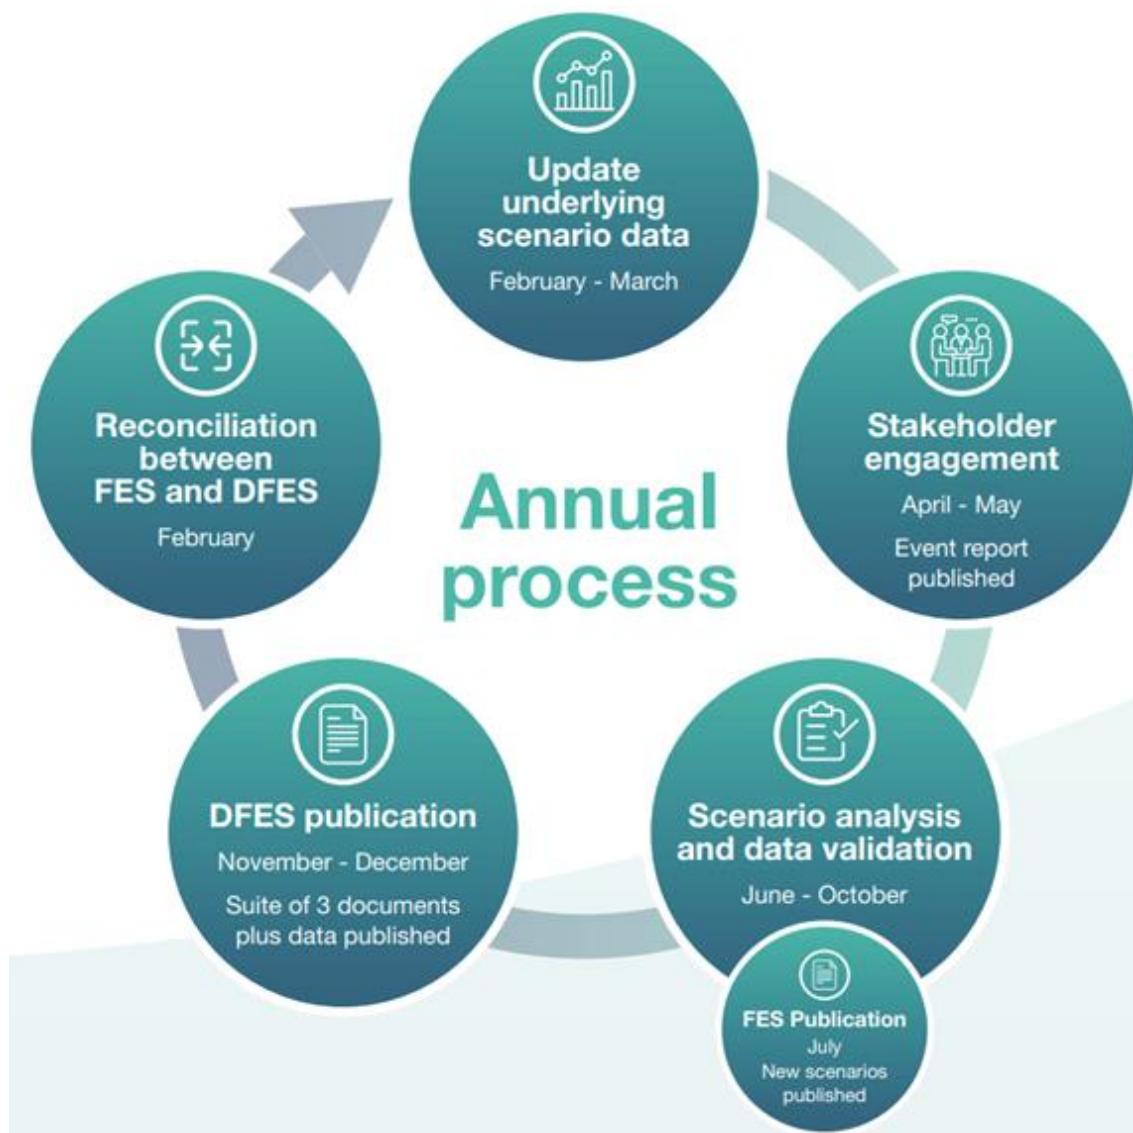 Update
underlying
scenario data
February - March
Stakeholder
engagement
April - May
Event report
published
Scenario analysis
and data validation
June - October
FES Publication
July
New scenarios
published
DFES publication
November - December
Suite of 3 documents
plus data published
Reconciliation
between
FES and DFES
February
Annual
process